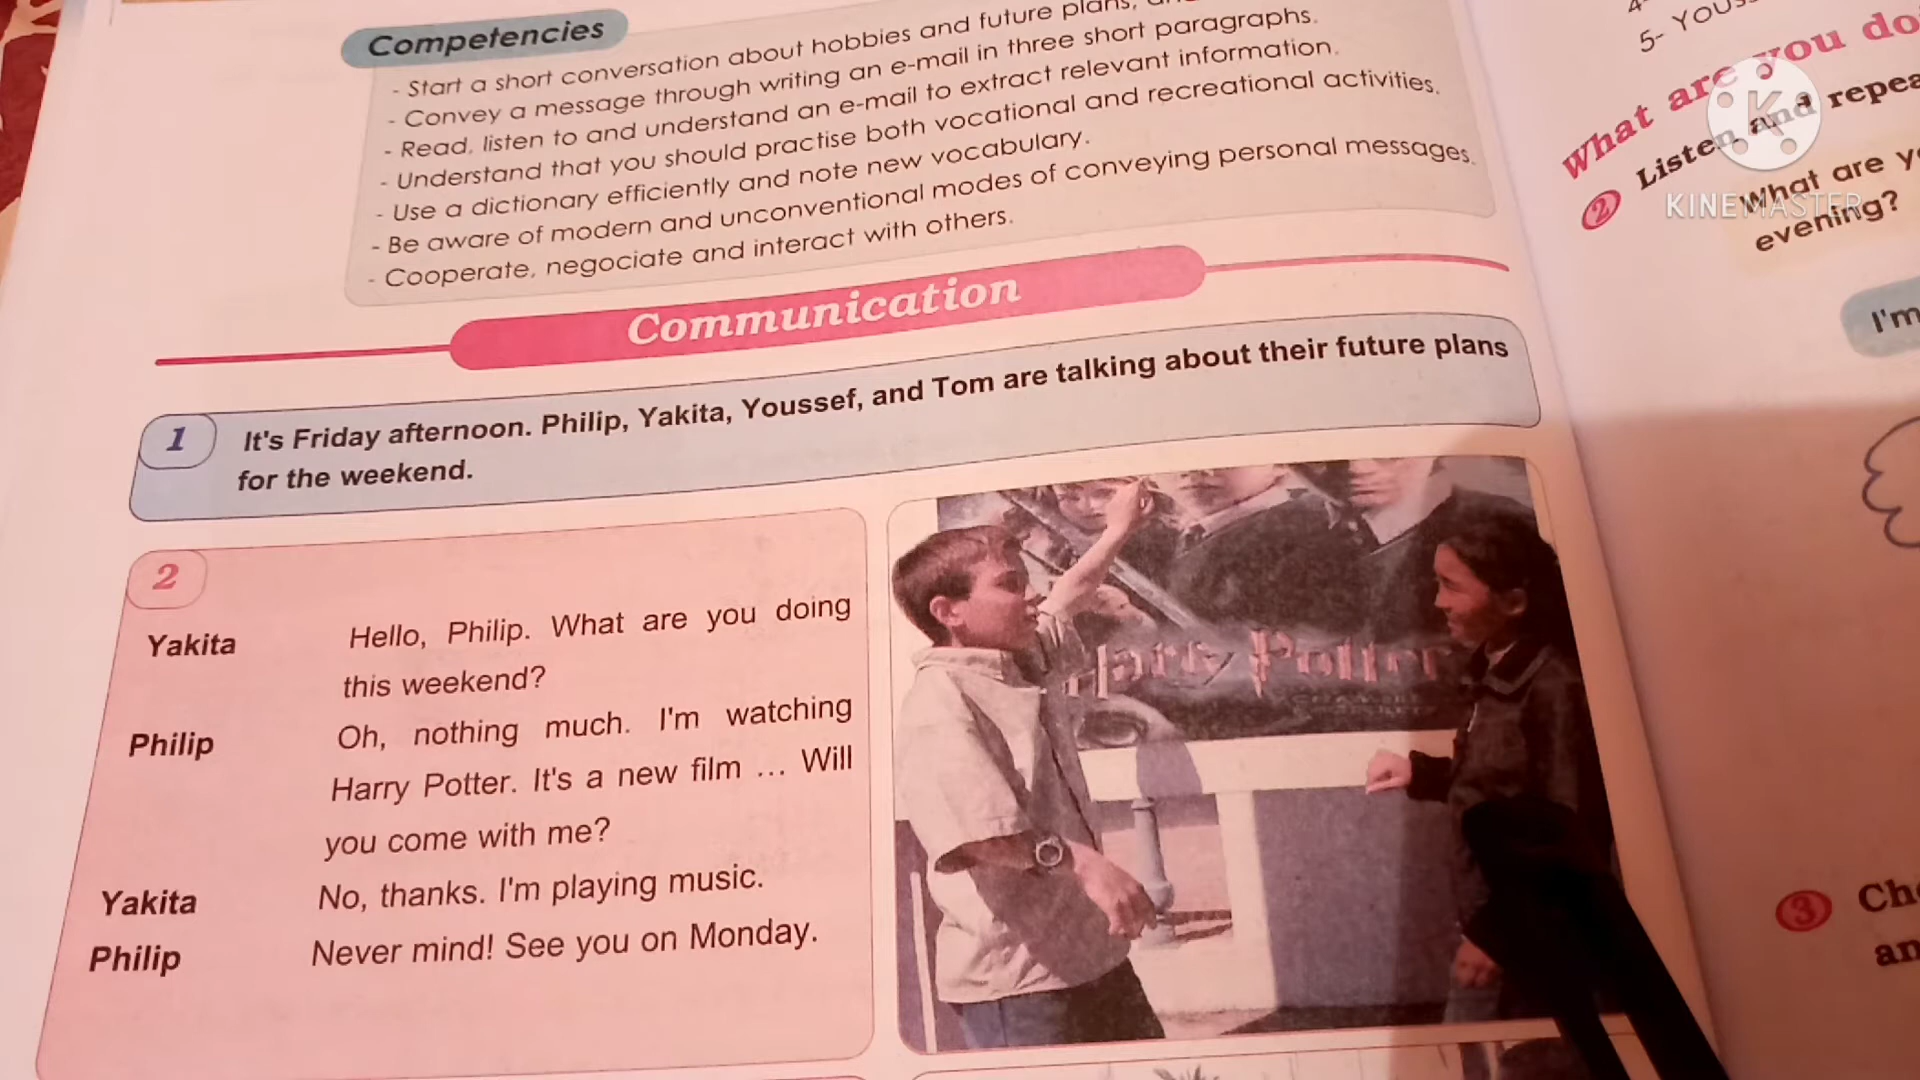 Competencies
- Start a short conversation about hobbies and future plans,
- Convey a message through writing an e-mail in three short paragraphs.
- Read, listen to and understand an e-mail to extract relevant information.
- Understand that you should practise both vocational and recreational activities.
- Use a dictionary efficiently and note new vocabulary.
- Be aware of modern and unconventional modes of conveying personal messages.
- Cooperate, negociate and interact with others.
Communication
1 It's Friday afternoon. Philip, Yakita, Youssef, and Tom are talking about their future plans
for the weekend.
2
Yakita Hello, Philip. What are you doing
this weekend?
Philip Oh, nothing much. I'm watching
Harry Potter. It's a new film ... Will
you come with me?
Yakita No, thanks. I'm playing music.
Philip Never mind! See you on Monday.
Harry Potter
4-
5-
What are you
2 Listen and
What are
evening?
I'm
3
K
KINEMASTER